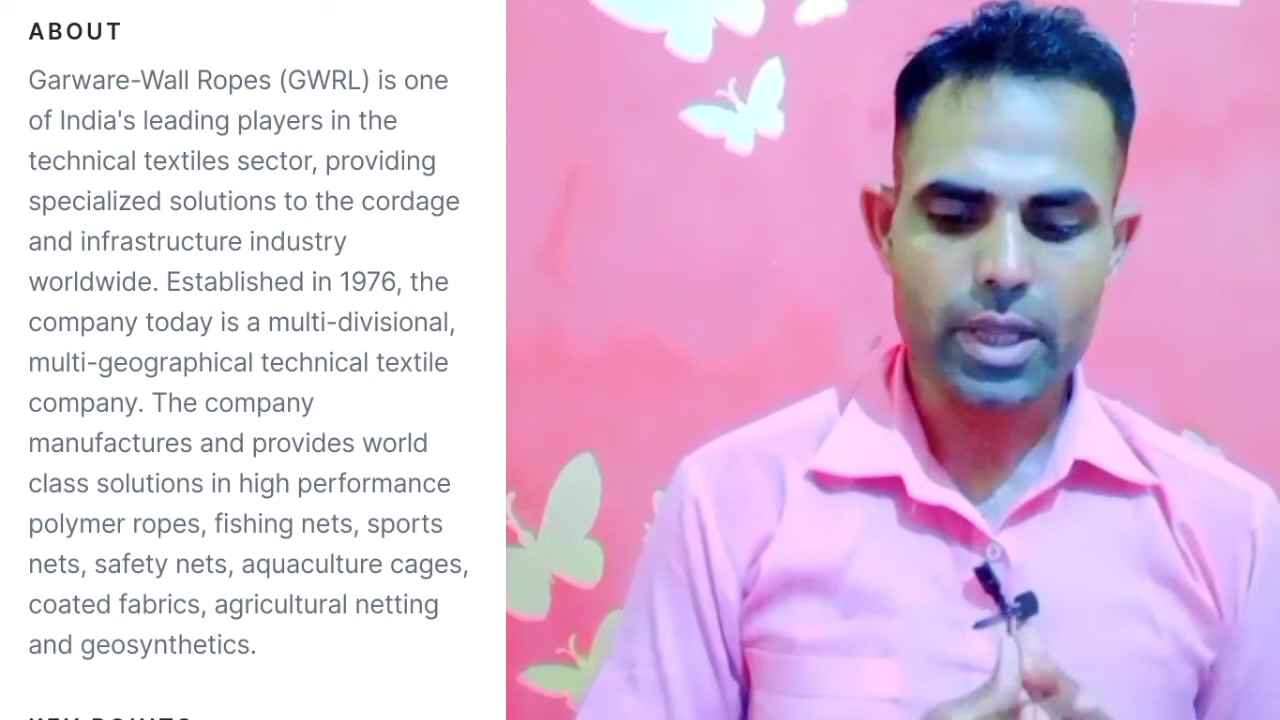 ABOUT
Garware-Wall Ropes (GWRL) is one
of India's leading players in the
technical textiles sector, providing
specialized solutions to the cordage
and infrastructure industry
worldwide. Established in 1976, the
company today is a multi-divisional,
multi-geographical technical textile
company. The company
manufactures and provides world
class solutions in high performance
polymer ropes, fishing nets, sports
nets, safety nets, aquaculture cages,
coated fabrics, agricultural netting
and geosynthetics.
KEY POINTS